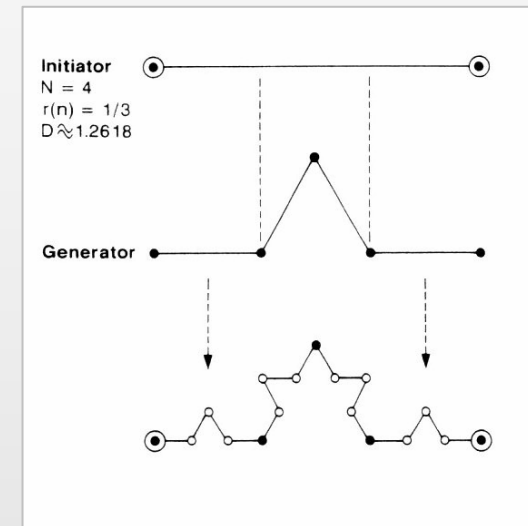 Initiator
N = 4
r(n) = 1/3
D≈1.2618
Generator